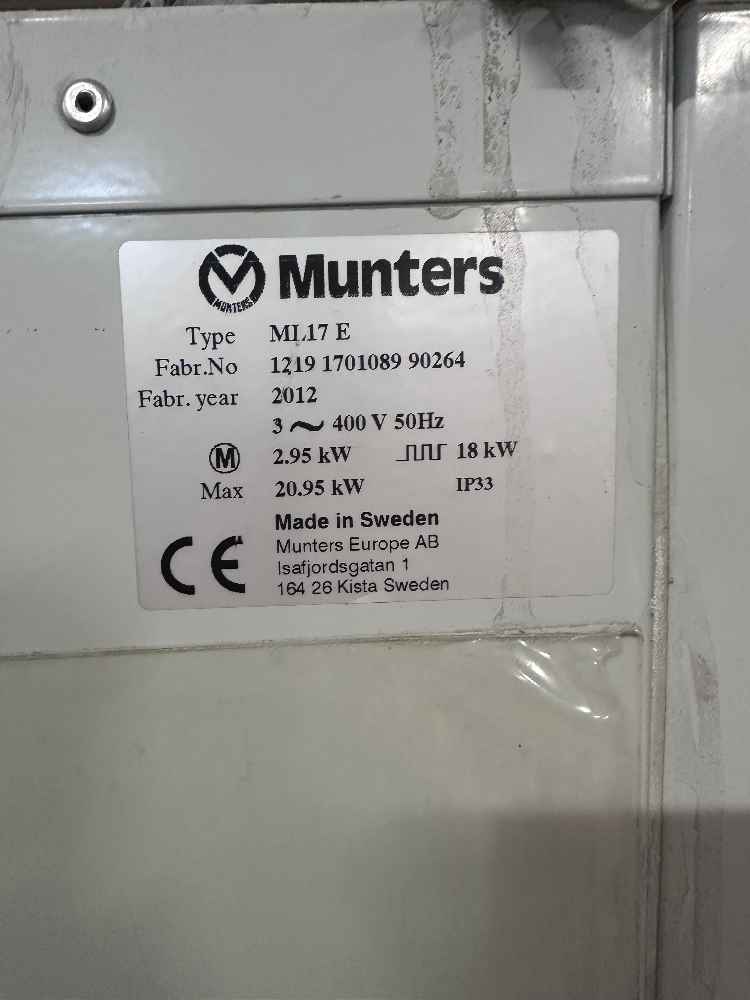 MUNTERS Munters
Type ML17 E
Fabr.No 1219 1701089 90264
Fabr. year 2012
3 ~ 400 V 50Hz
M 2.95 kW 18 kW
Max 20.95 kW IP33
Made in Sweden
Munters Europe AB
Isafjordsgatan 1
CE 164 26 Kista Sweden